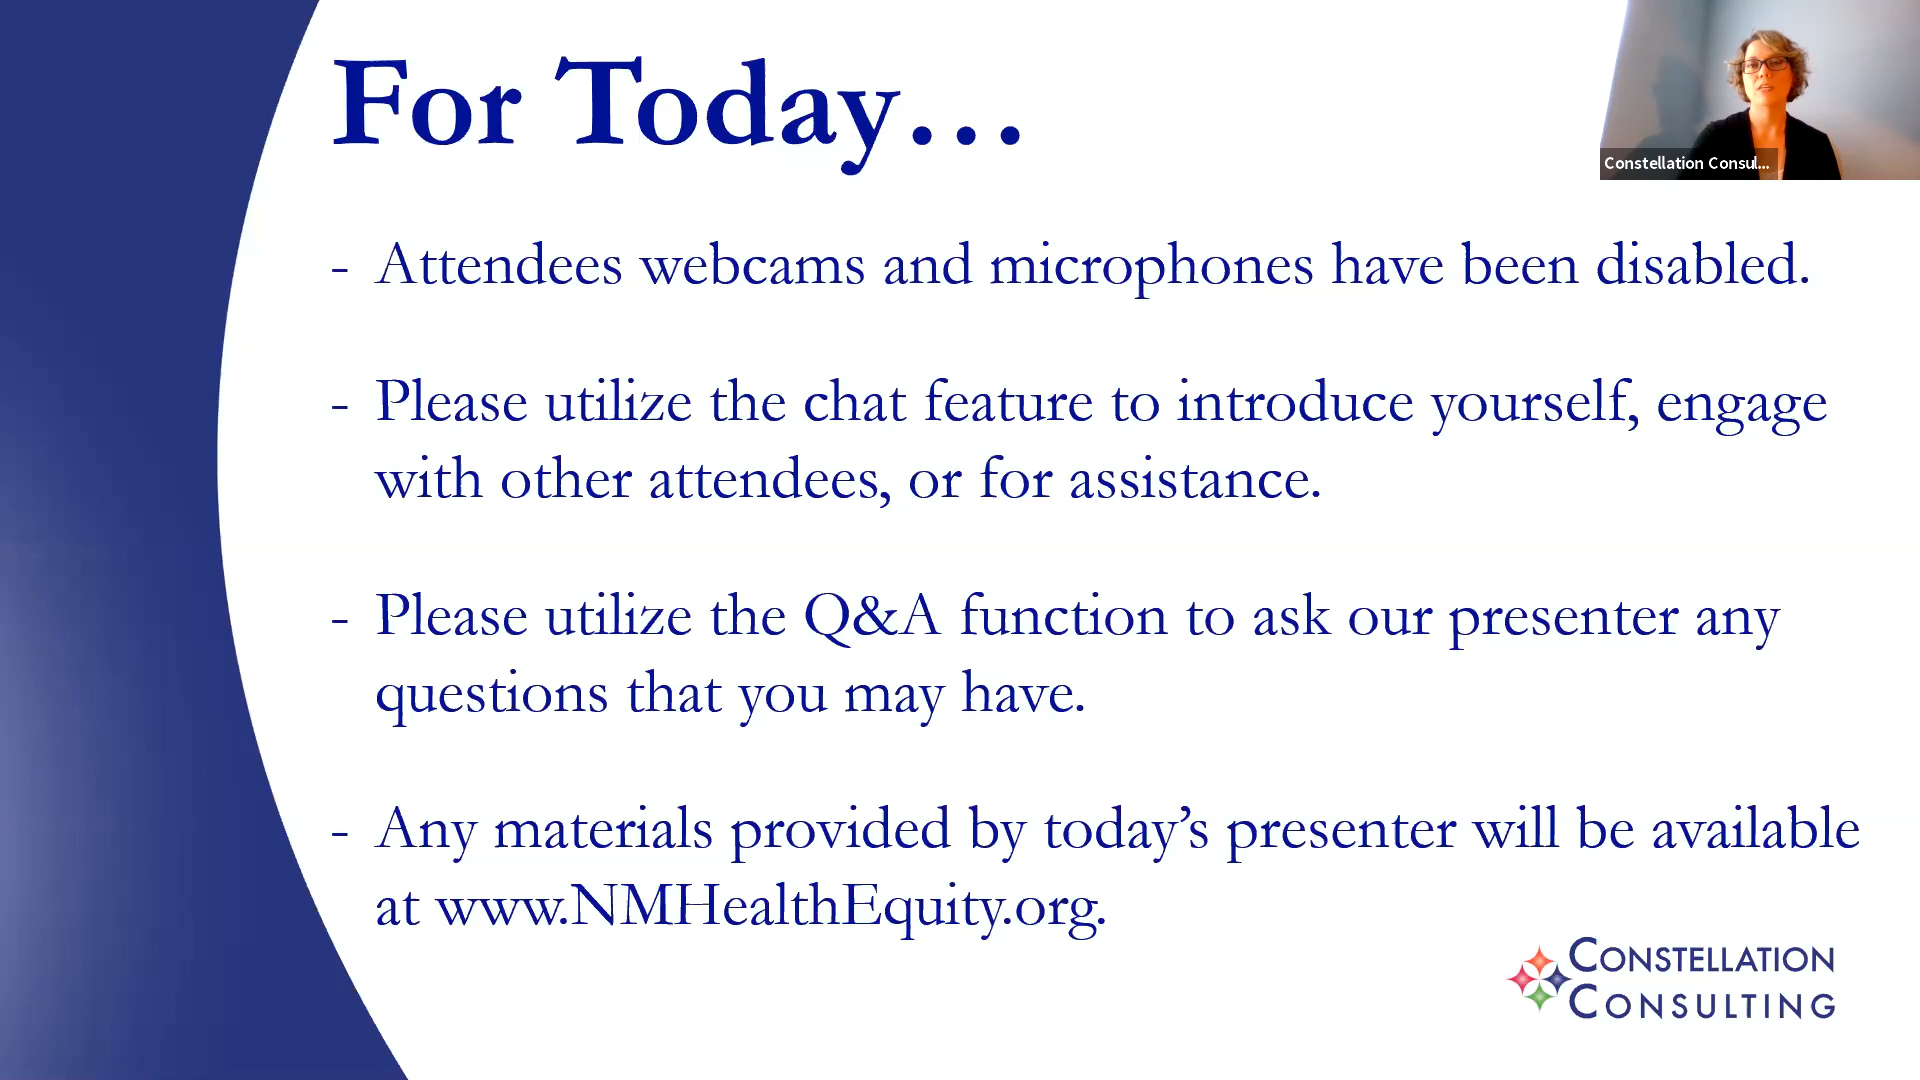 For Today…
Constellation Consul...
- Attendees webcams and microphones have been disabled.
- Please utilize the chat feature to introduce yourself, engage
with other attendees, or for assistance.
- Please utilize the Q&A function to ask our presenter any
questions that you may have.
- Any materials provided by today’s presenter will be available
at www.NMHealthEquity.org.
CONSTELLATION
CONSULTING